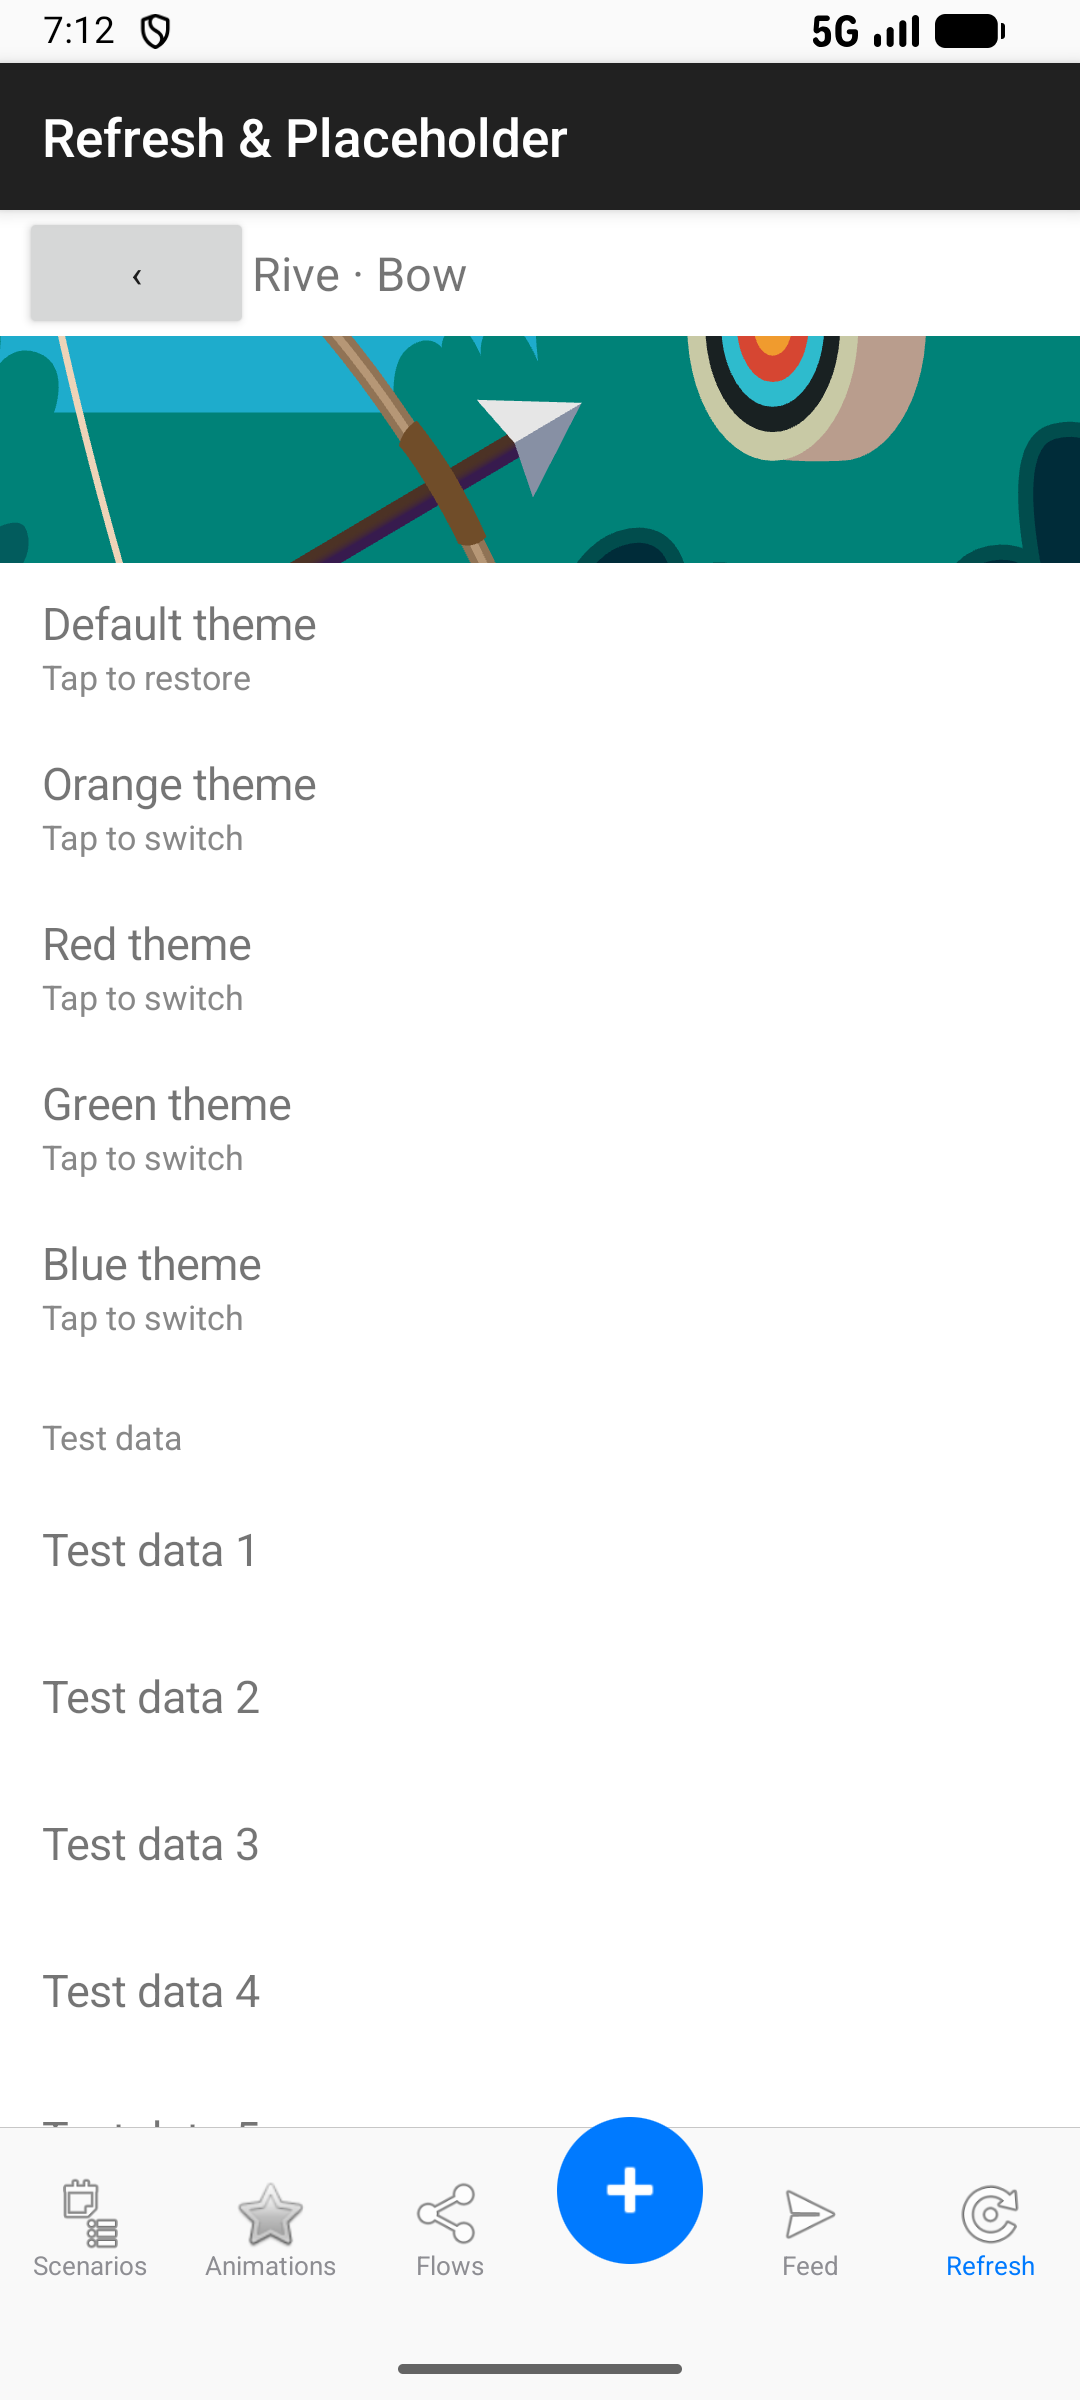 7:12
5G
Refresh & Placeholder
‹
Rive · Bow
Default theme
Tap to restore
Orange theme
Tap to switch
Red theme
Tap to switch
Green theme
Tap to switch
Blue theme
Tap to switch
Test data
Test data 1
Test data 2
Test data 3
Test data 4
Scenarios
Animations
Flows
Feed
Refresh